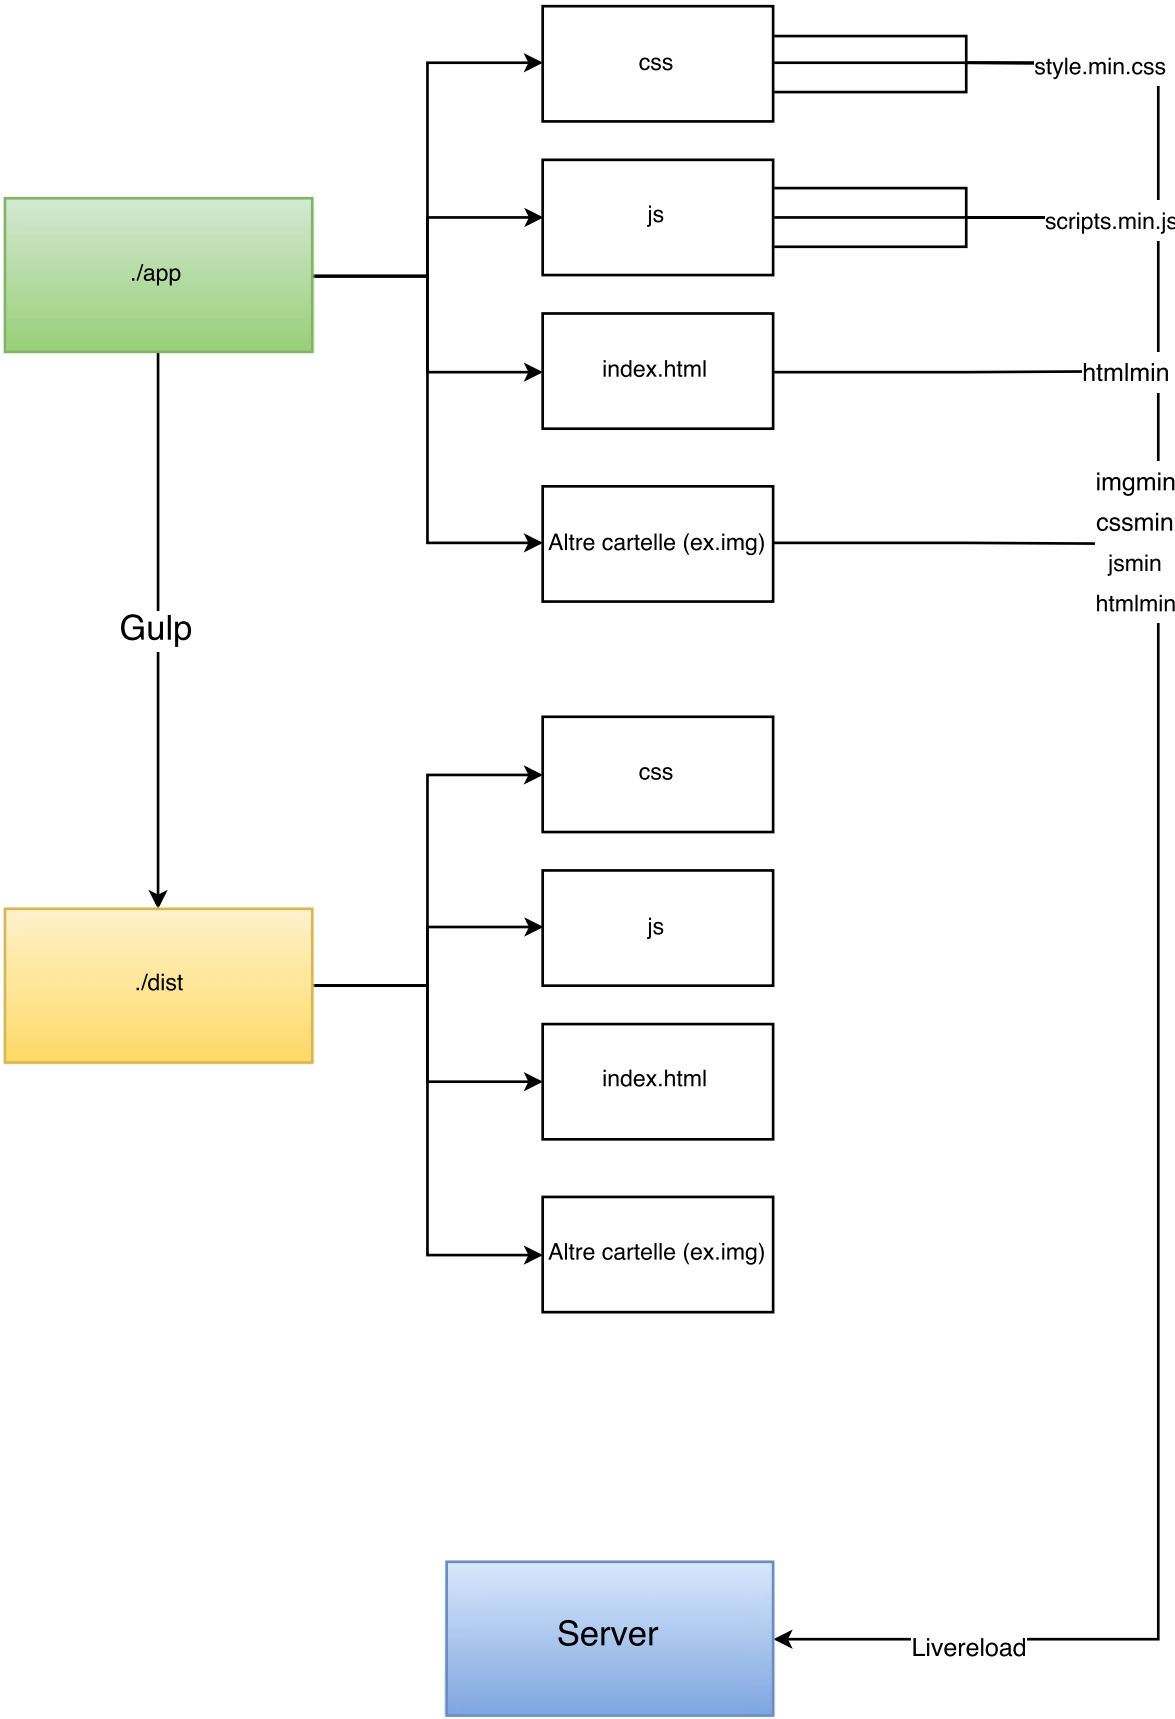 css
style.min.css
js
scripts.min.js
./app
index.html
htmlmin
imgmin
Altre cartelle (ex.img)
cssmin
jsmin
htmlmin
Gulp
css
js
./dist
index.html
Altre cartelle (ex.img)
Server
Livereload